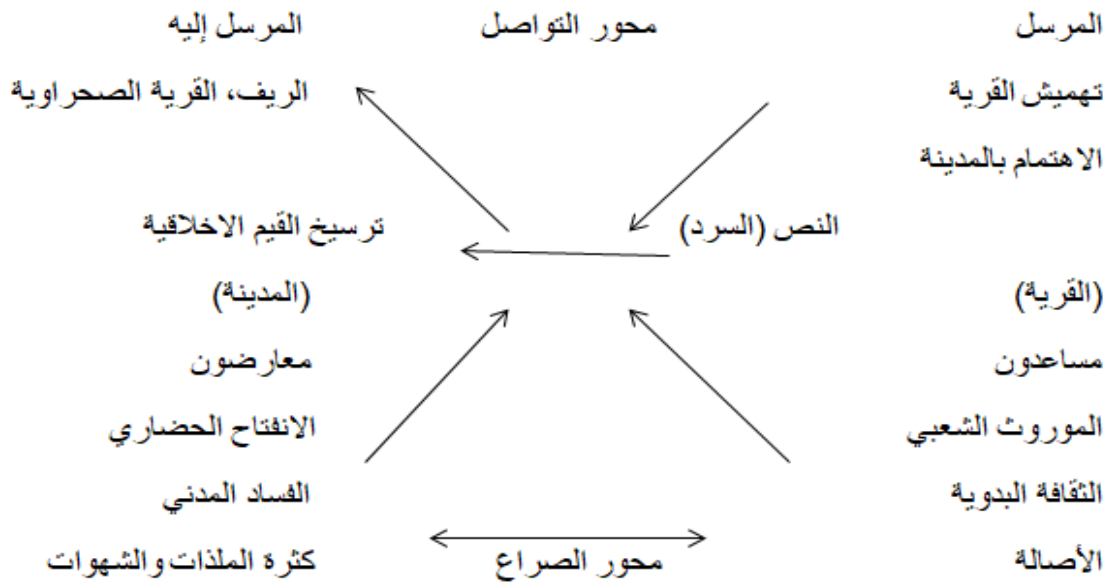 المرسل محور التواصل المرسل إليه
تهميش القرية الريف، القرية الصحراوية
الاهتمام بالمدينة
النص (السرد) ترسيخ القيم الاخلاقية
(القرية) (المدينة)
مساعدون معارضون
الموروث الشعبي الانفتاح الحضاري
الثقافة البدوية الفساد المدني
الأصالة محور الصراع كثرة الملذات والشهوات